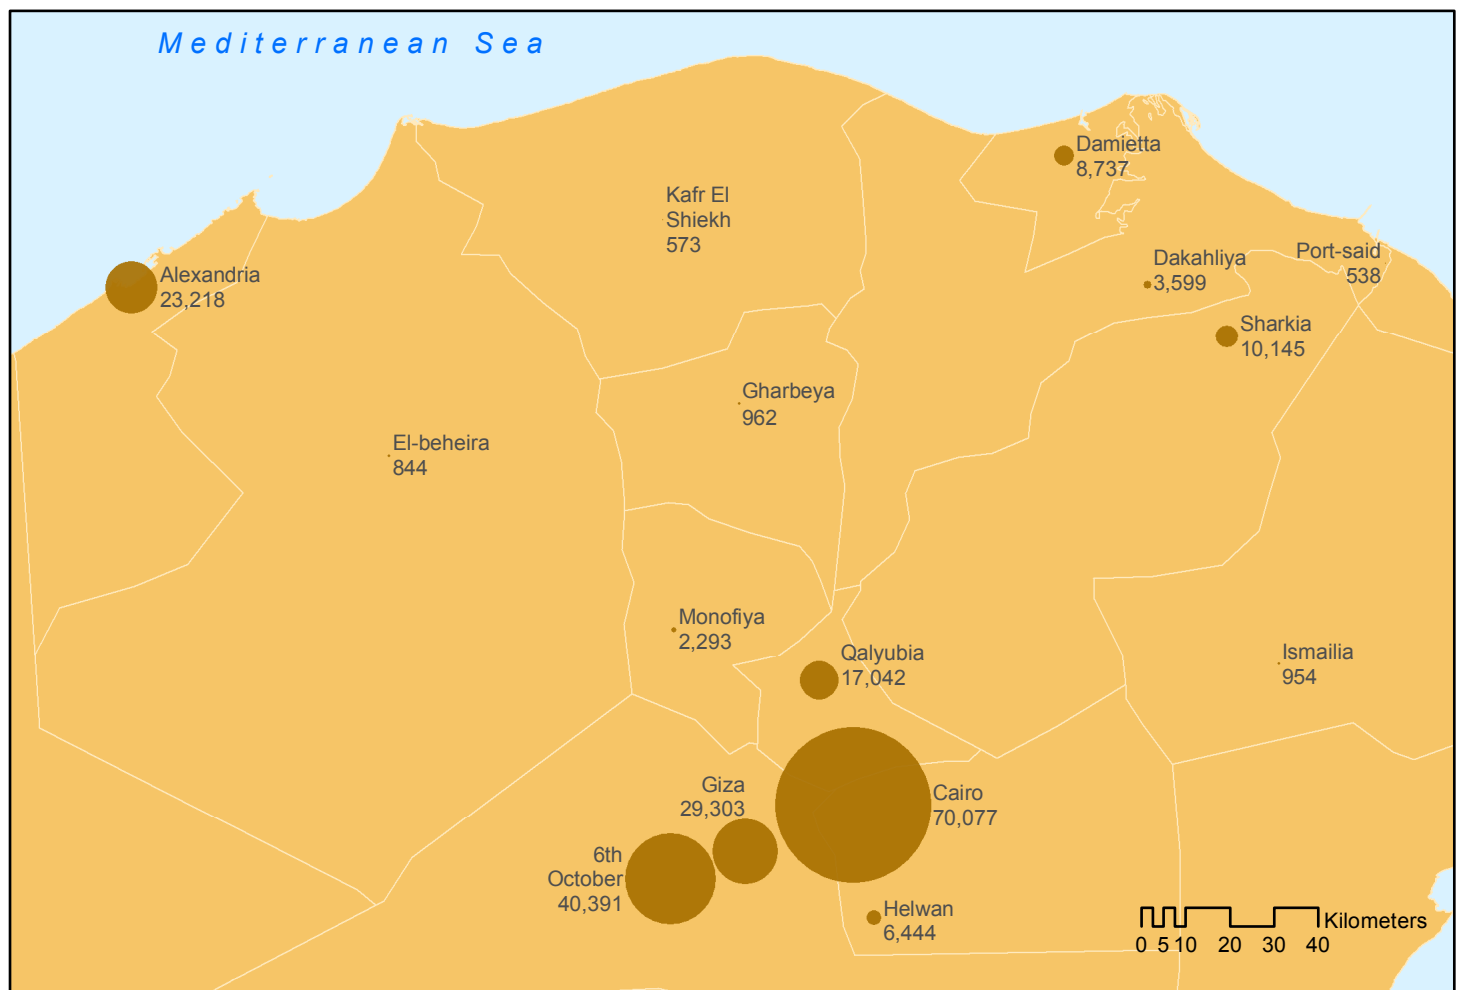 Mediterranean Sea
Damietta
8,737
Kafr El
Shiekh
573
Port-said
538
Dakahliya
3,599
Alexandria
23,218
Sharkia
10,145
Gharbeya
962
El-beheira
844
Monofiya
2,293
Qalyubia
17,042
Ismailia
954
Giza
29,303
Cairo
70,077
6th
October
40,391
Helwan
6,444
Kilometers
0 5 10 20 30 40